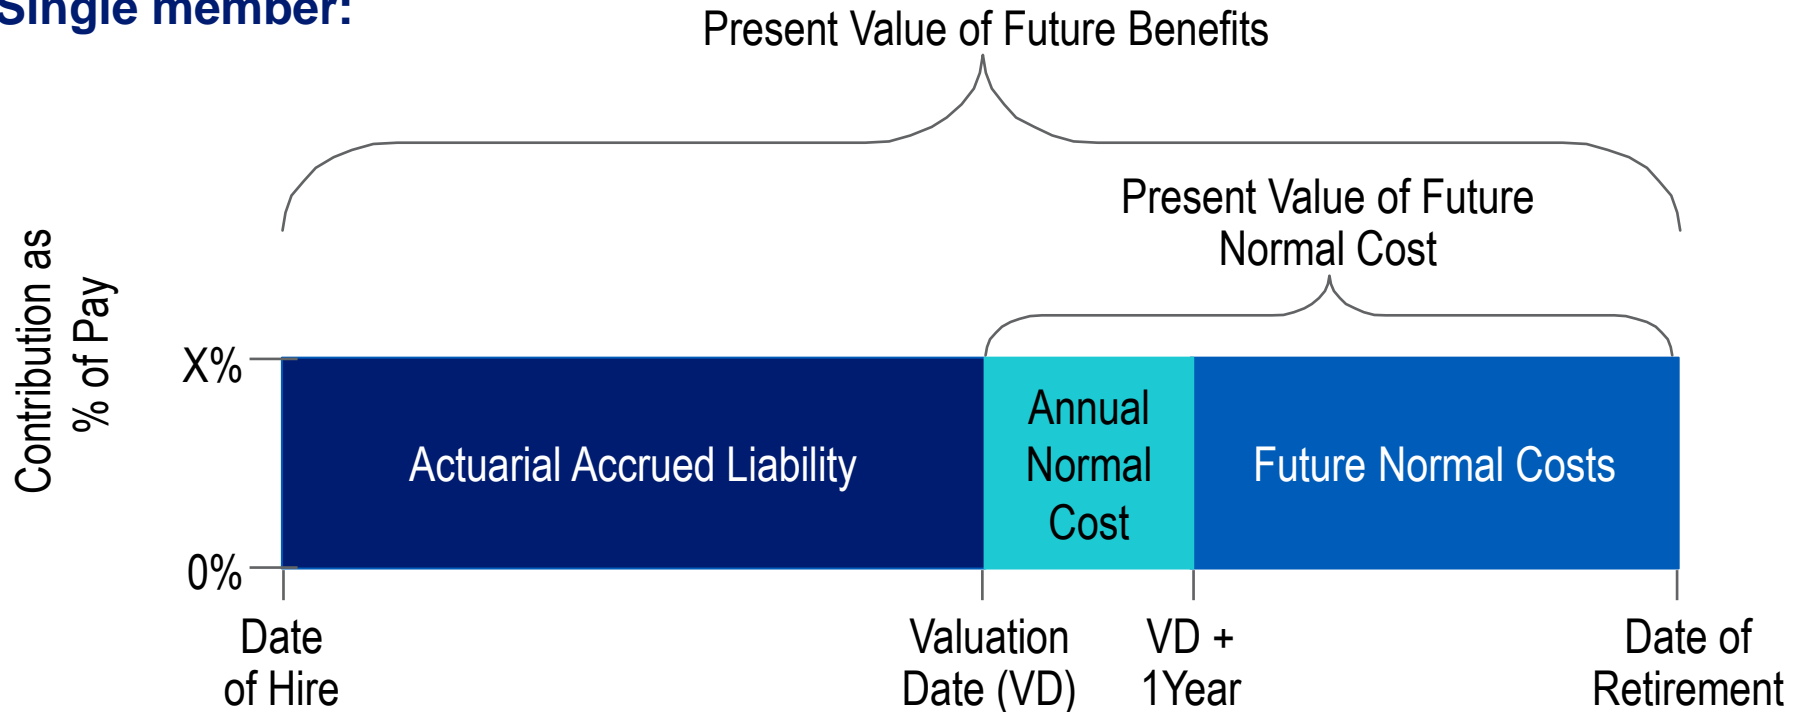 Single member:
Present Value of Future Benefits
Present Value of Future
Normal Cost
Contribution as
% of Pay
X%
0%
Actuarial Accrued Liability
Annual
Normal
Cost
Future Normal Costs
Date
of Hire
Valuation
Date (VD)
VD +
1Year
Date of
Retirement